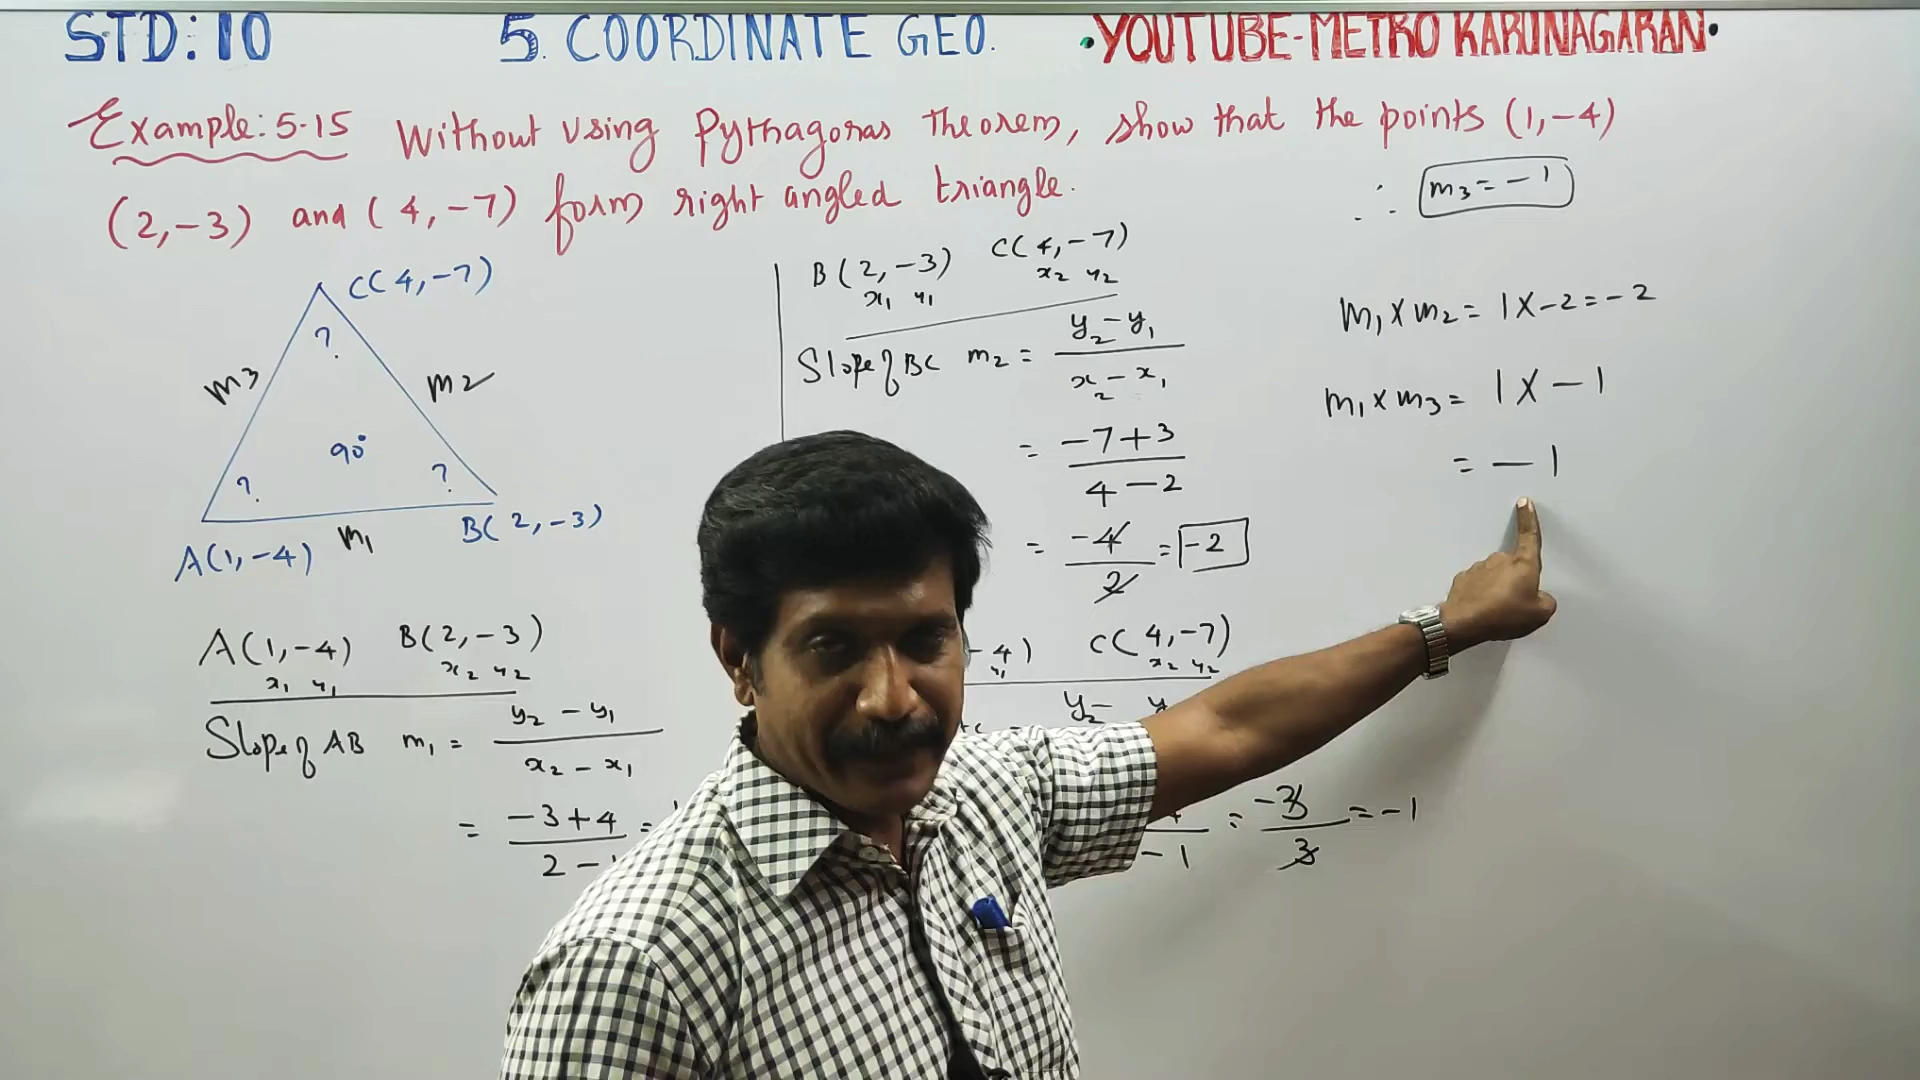 STD: 10 5. COORDINATE GEO. •YOUTUBE-METRO KARUNAGARAN•
Example: 5.15 Without using Pythagoras Theorem, show that the points (1,-4)
(2,-3) and (4,-7) form right angled triangle.
C(4,-7)
?
m3
m2
90°
?
?
A(1,-4)
m₁
B(2,-3)
A(1,-4) B(2,-3)
x₁ y₁ x₂ y₂
Slope of AB m₁ = y₂ - y₁ / x₂ - x₁
= -3+4 / 2 -
B(2,-3) C(4,-7)
x₁ y₁ x₂ y₂
Slope of BC m₂ = y₂ - y₁ / x₂ - x₁
= -7+3 / 4-2
= -4 / 2 = -2
4) C(4,-7)
y₁ x₂ y₂
y₂ -
- 1 = -3 / 3 = -1
∴ m₃ = -1
m₁ x m₂ = 1 x -2 = -2
m₁ x m₃ = 1 x -1
= -1